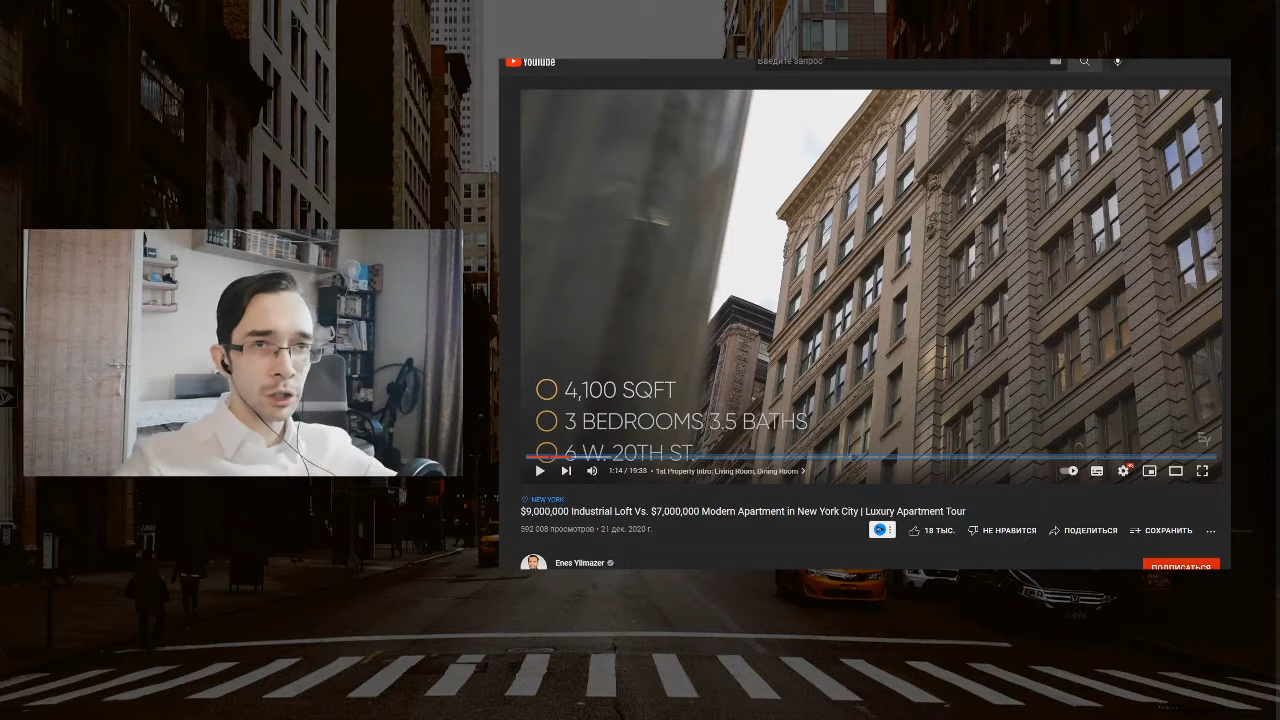 YouTube
Введите запрос
4,100 SQFT
3 BEDROOMS 3.5 BATHS
6 W. 20TH ST.
EY
1:14 / 19:33 • 1st Property Intro, Living Room, Dining Room
NEW YORK
$9,000,000 Industrial Loft Vs. $7,000,000 Modern Apartment in New York City | Luxury Apartment Tour
592 008 просмотров • 21 дек. 2020 г.
18 ТЫС. НЕ НРАВИТСЯ ПОДЕЛИТЬСЯ СОХРАНИТЬ
Enes Yilmazer
ПОДПИСАТЬСЯ